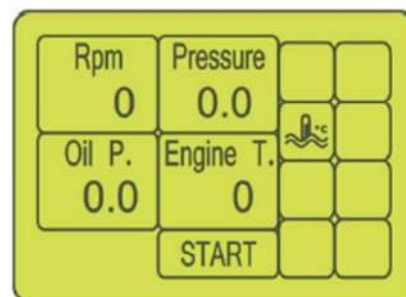 Rpm Pressure
0 0.0
°C
Oil P. Engine T.
0.0 0
START